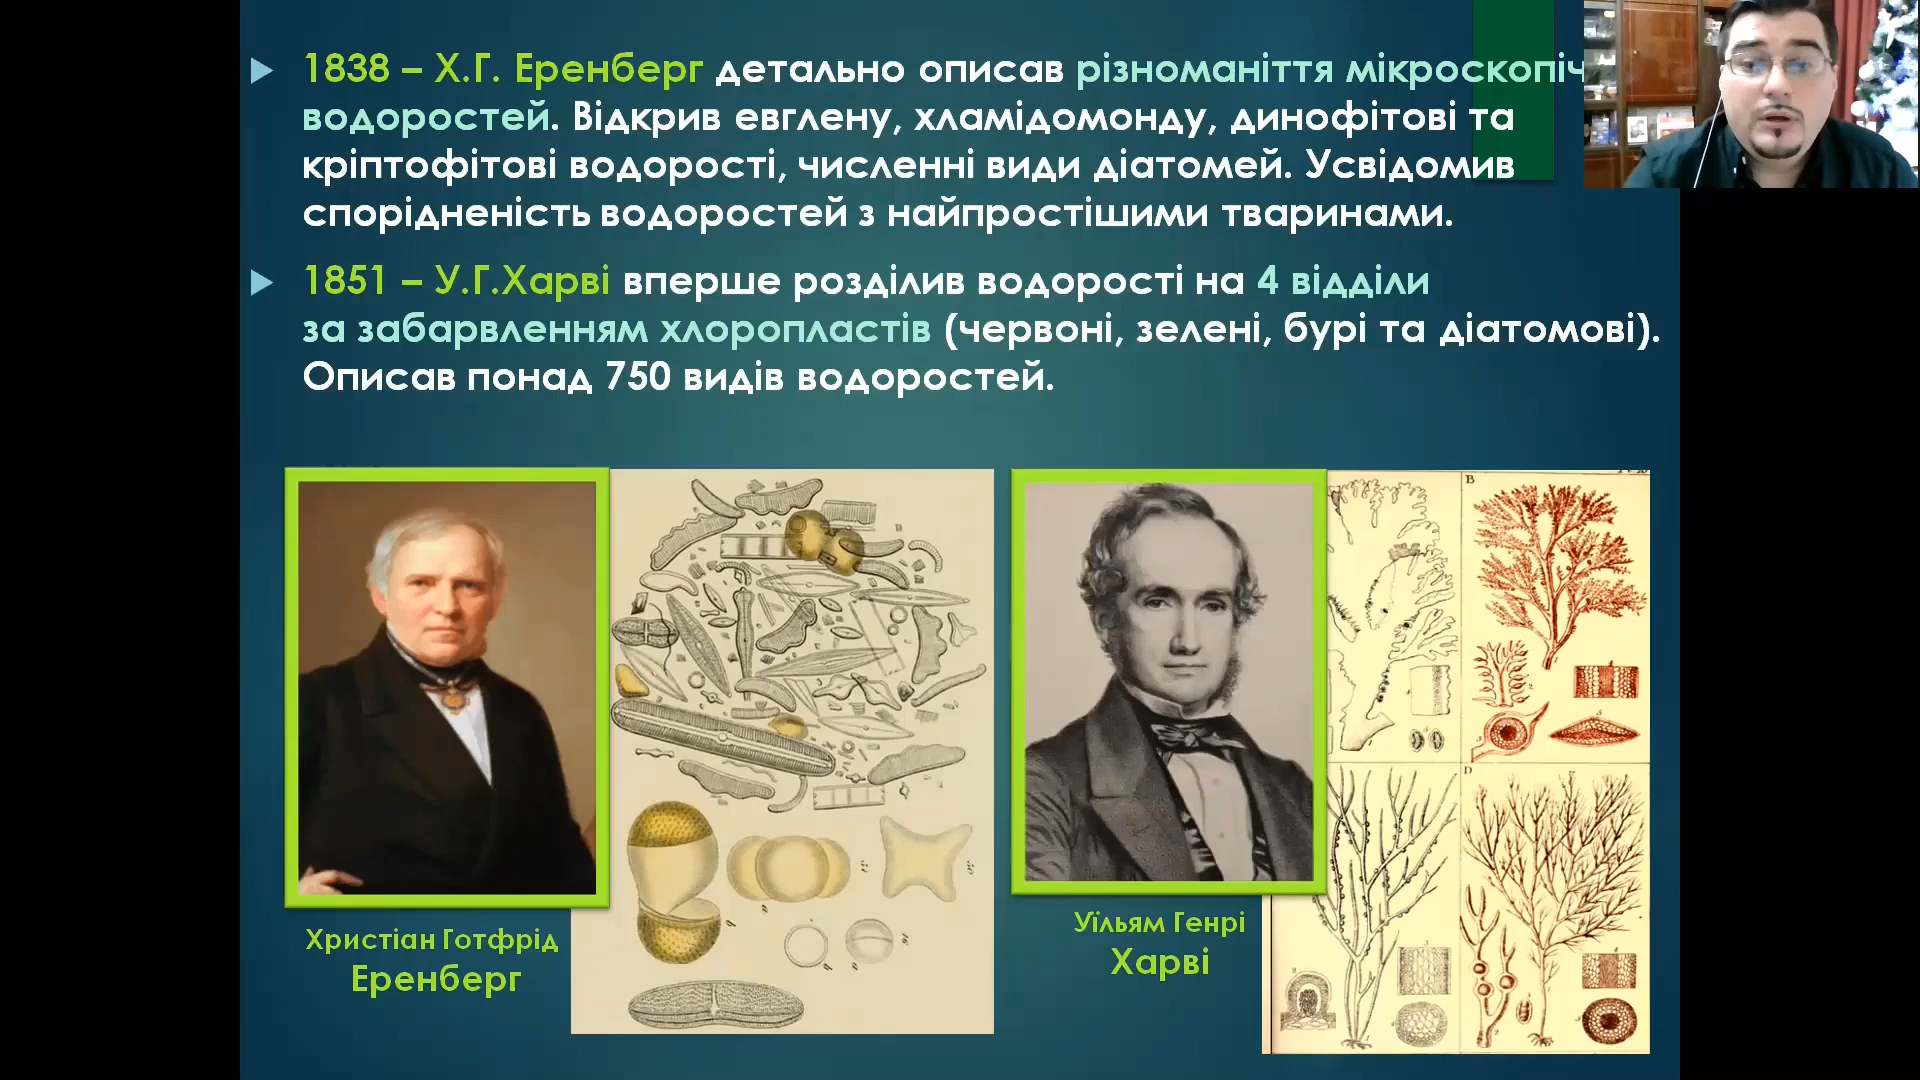 1838 – Х.Г. Еренберг детально описав різноманіття
водоростей. Відкрив евглену, хламідомонду, динофітові та
кріптофітові водорості, численні види діатомей. Усвідомив
спорідненість водоростей з найпростішими тваринами.
1851 – У.Г.Харві вперше розділив водорості на 4 відділи
за забарвленням хлоропластів (червоні, зелені, бурі та діатомові).
Описав понад 750 видів водоростей.
Христіан Готфрід
Еренберг
Уїльям Генрі
Харві
B
D